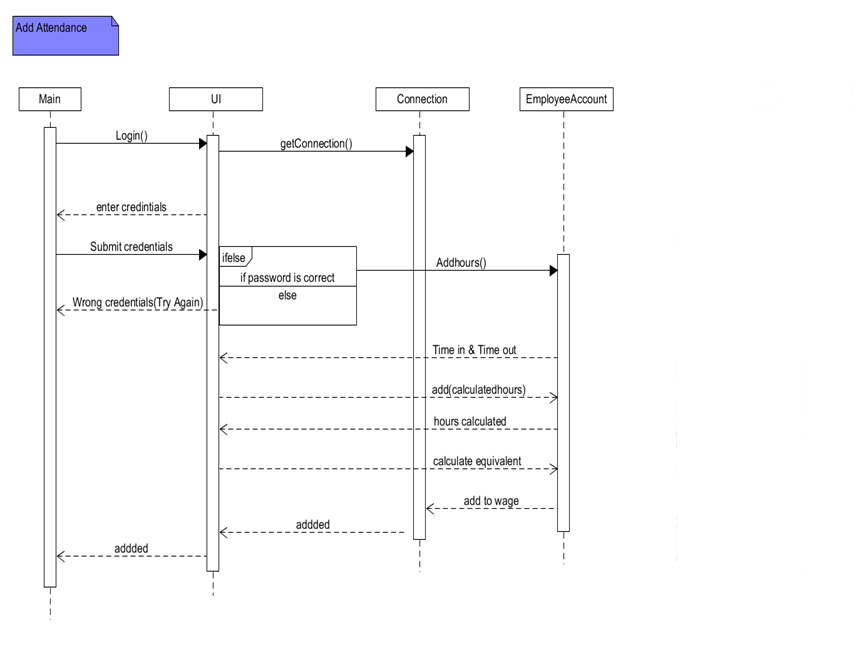 Add Attendance
Main
UI
Connection
EmployeeAccount
Login()
getConnection()
enter credintials
Submit credentials
ifelse
if password is correct
Addhours()
else
Wrong credentials(Try Again)
Time in & Time out
add(calculatedhours)
hours calculated
calculate equivalent
add to wage
addded
addded